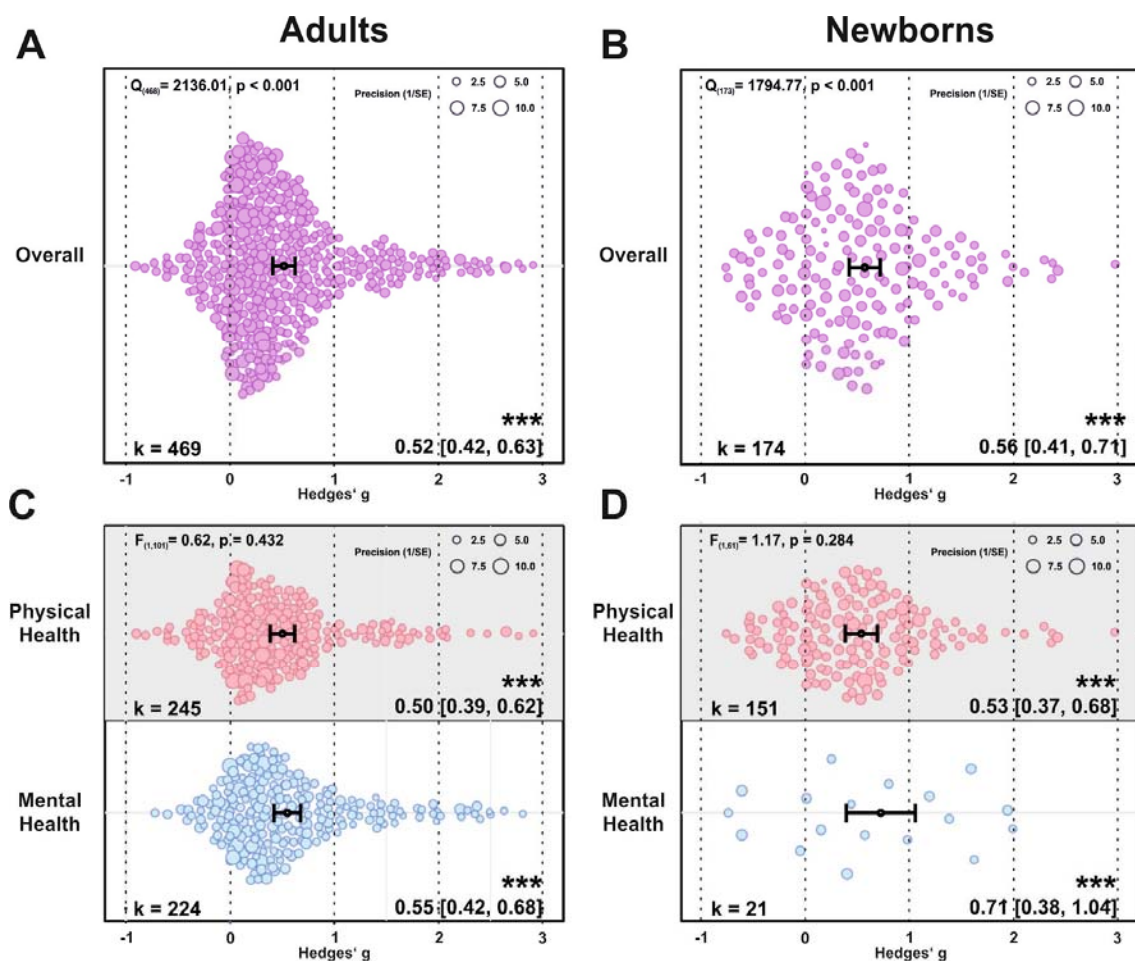 Adults
Newborns
A
B
Q(468)= 2136.01, p < 0.001
Precision (1/SE)
2.5 5.0
7.5 10.0
Q(173)= 1794.77, p < 0.001
Precision (1/SE)
2.5 5.0
7.5 10.0
Overall
Overall
***
k = 469
0.52 [0.42, 0.63]
***
k = 174
0.56 [0.41, 0.71]
-1 0 1 2 3
Hedges‘ g
-1 0 1 2 3
Hedges‘ g
C
D
F(1,101)= 0.62, p = 0.432
Precision (1/SE)
2.5 5.0
7.5 10.0
F(1,61)= 1.17, p = 0.284
Precision (1/SE)
2.5 5.0
7.5 10.0
Physical
Health
Physical
Health
***
k = 245
0.50 [0.39, 0.62]
***
k = 151
0.53 [0.37, 0.68]
Mental
Health
Mental
Health
***
k = 224
0.55 [0.42, 0.68]
***
k = 21
0.71 [0.38, 1.04]
-1 0 1 2 3
Hedges‘ g
-1 0 1 2 3
Hedges‘ g